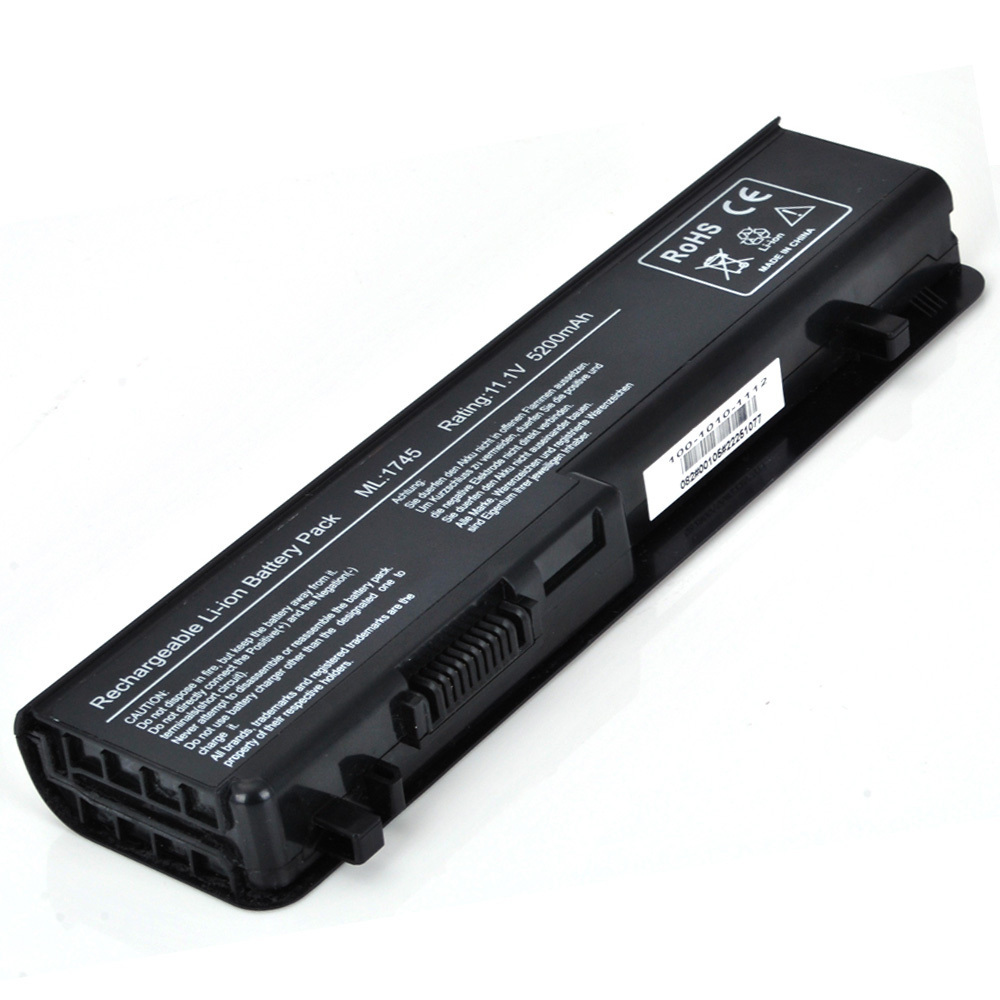 Rechargeable Li-ion Battery Pack ML:1745 Rating:11.1V 5200mAh
CAUTION:
Do not dispose in fire, but keep the battery away from it.
Do not directly connect the Positive(+) and the Negation(-)
terminals(short circuit).
Never attempt to disassemble or reassemble the battery pack.
Do not use battery charger other than the designated one to
charge it.
All brands, trademarks and registered trademarks are the
property of their respective owners.
Achtung:
Sie duerfen den Akku nicht in offenen Flammen aussetzen.
Um Kurzschluss zu vermeiden, duerfen Sie die positive und
die negative Elektrode nicht direkt verbinden.
Sie duerfen den Akku nicht auseinander bauen.
Alle Marke, Warenzeichen und registrierte Warenzeichen
sind Eigentum ihrer Inhaber.
RoHS CE
Li-ion
MADE IN CHINA
100-1010-1112
082#00105#22251077